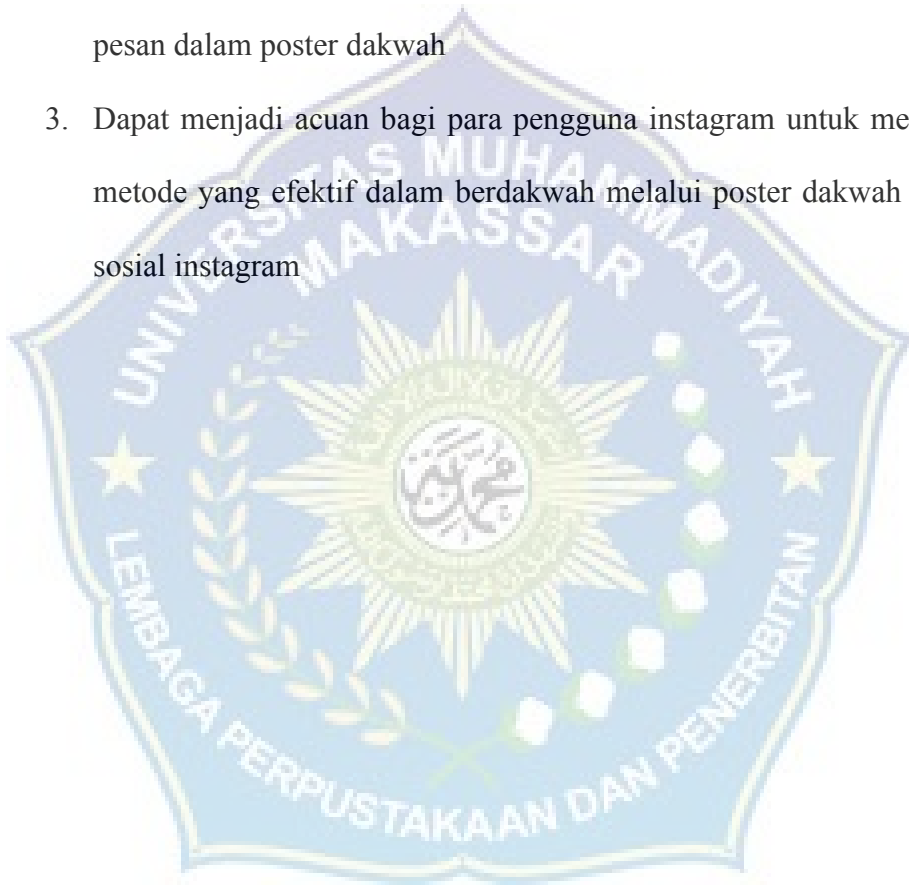 pesan dalam poster dakwah
3. Dapat menjadi acuan bagi para pengguna instagram untuk me
metode yang efektif dalam berdakwah melalui poster dakwah
sosial instagram
UNIVERSITAS MUHAMMADIYAH
MAKASSAR
LEMBAGA PERPUSTAKAAN DAN PENERBITAN